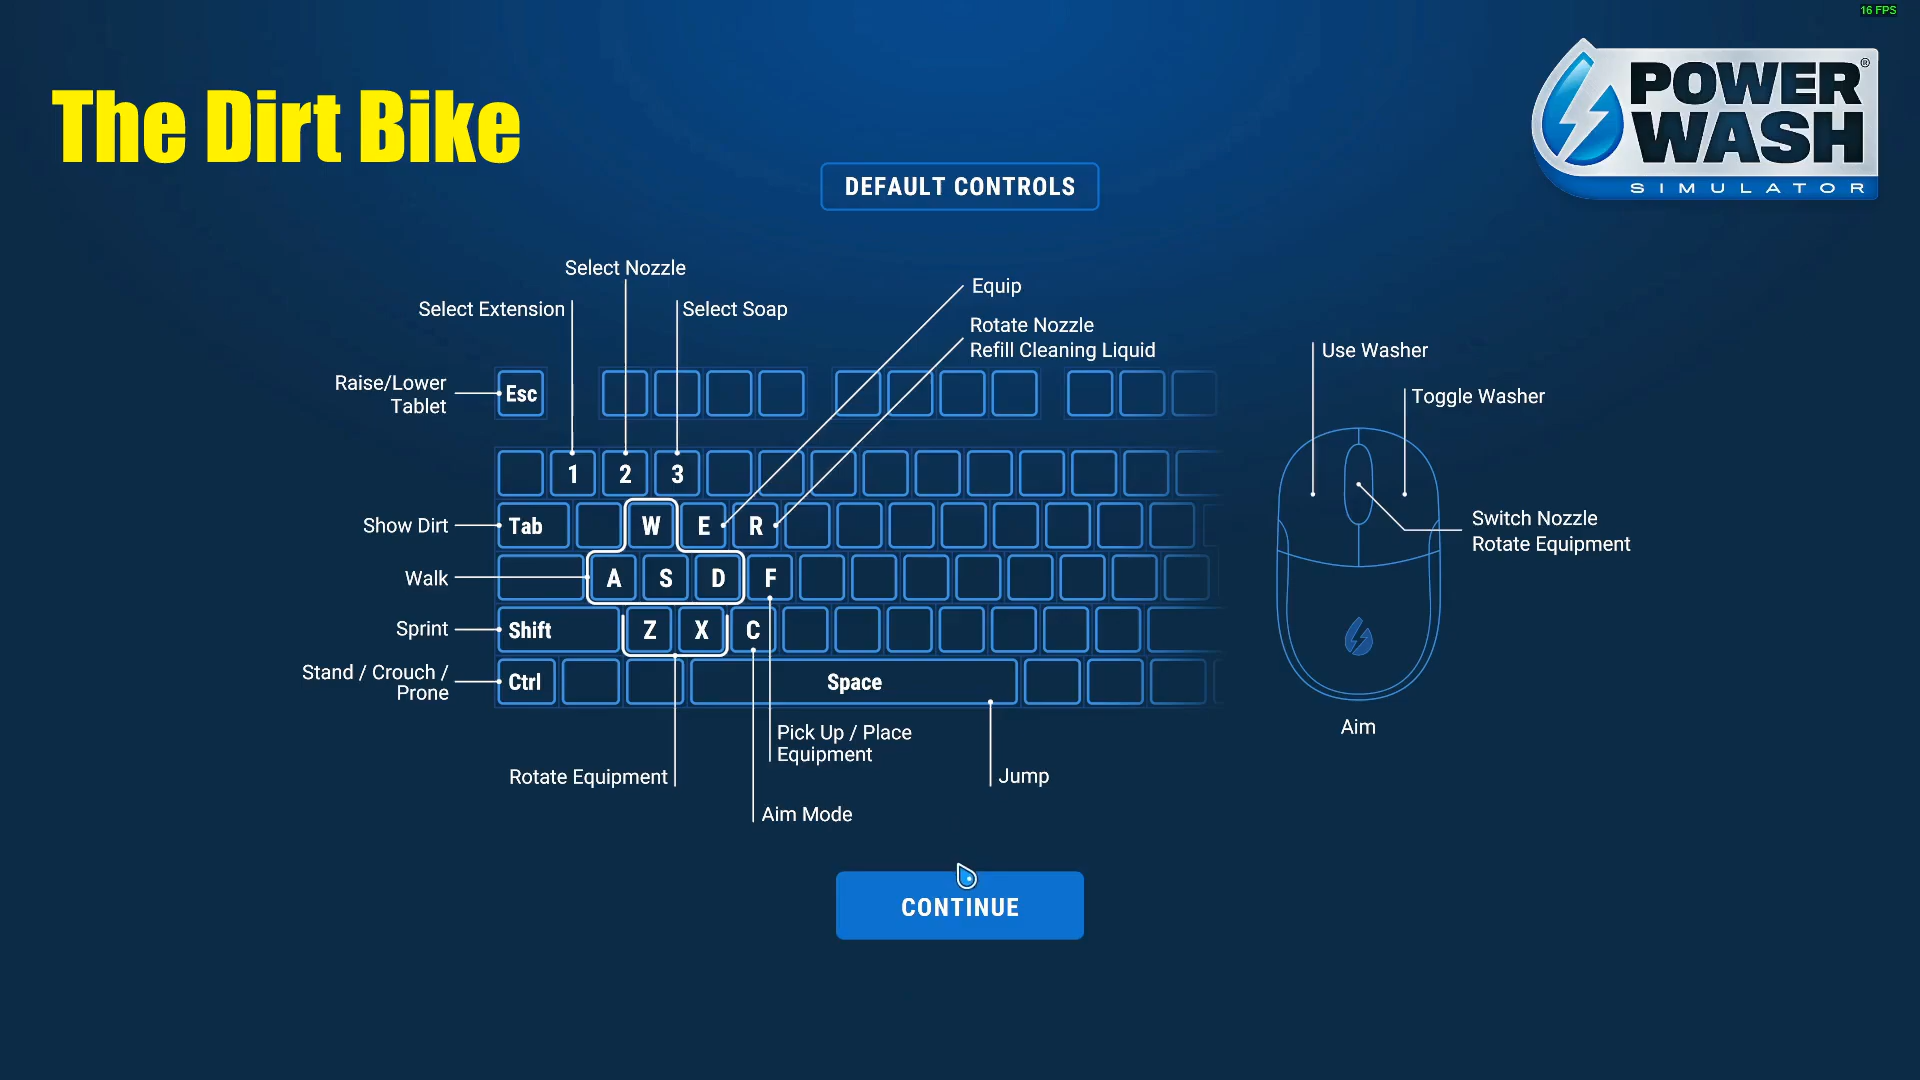 16 FPS
The Dirt Bike
POWER®
WASH
SIMULATOR
DEFAULT CONTROLS
Select Nozzle
Select Extension
Select Soap
Equip
Rotate Nozzle
Refill Cleaning Liquid
Use Washer
Toggle Washer
Raise/Lower
Tablet
Esc
1 2 3
Show Dirt
Tab W E R
Switch Nozzle
Rotate Equipment
Walk
A S D F
Sprint
Shift Z X C
Stand / Crouch /
Prone
Ctrl Space
Aim
Pick Up / Place
Equipment
Rotate Equipment
Jump
Aim Mode
CONTINUE